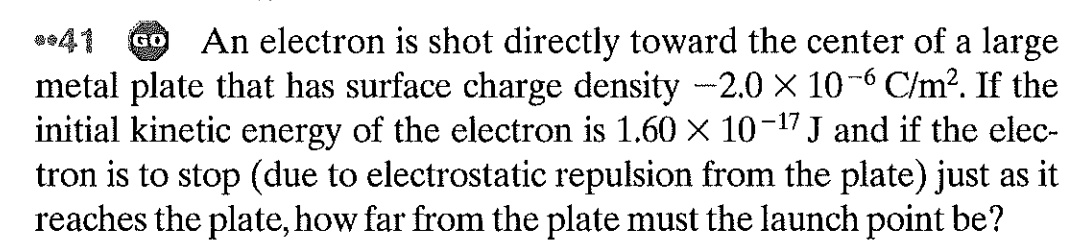 ••41 GO An electron is shot directly toward the center of a large
metal plate that has surface charge density −2.0 × 10⁻⁶ C/m². If the
initial kinetic energy of the electron is 1.60 × 10⁻¹⁷ J and if the elec-
tron is to stop (due to electrostatic repulsion from the plate) just as it
reaches the plate, how far from the plate must the launch point be?